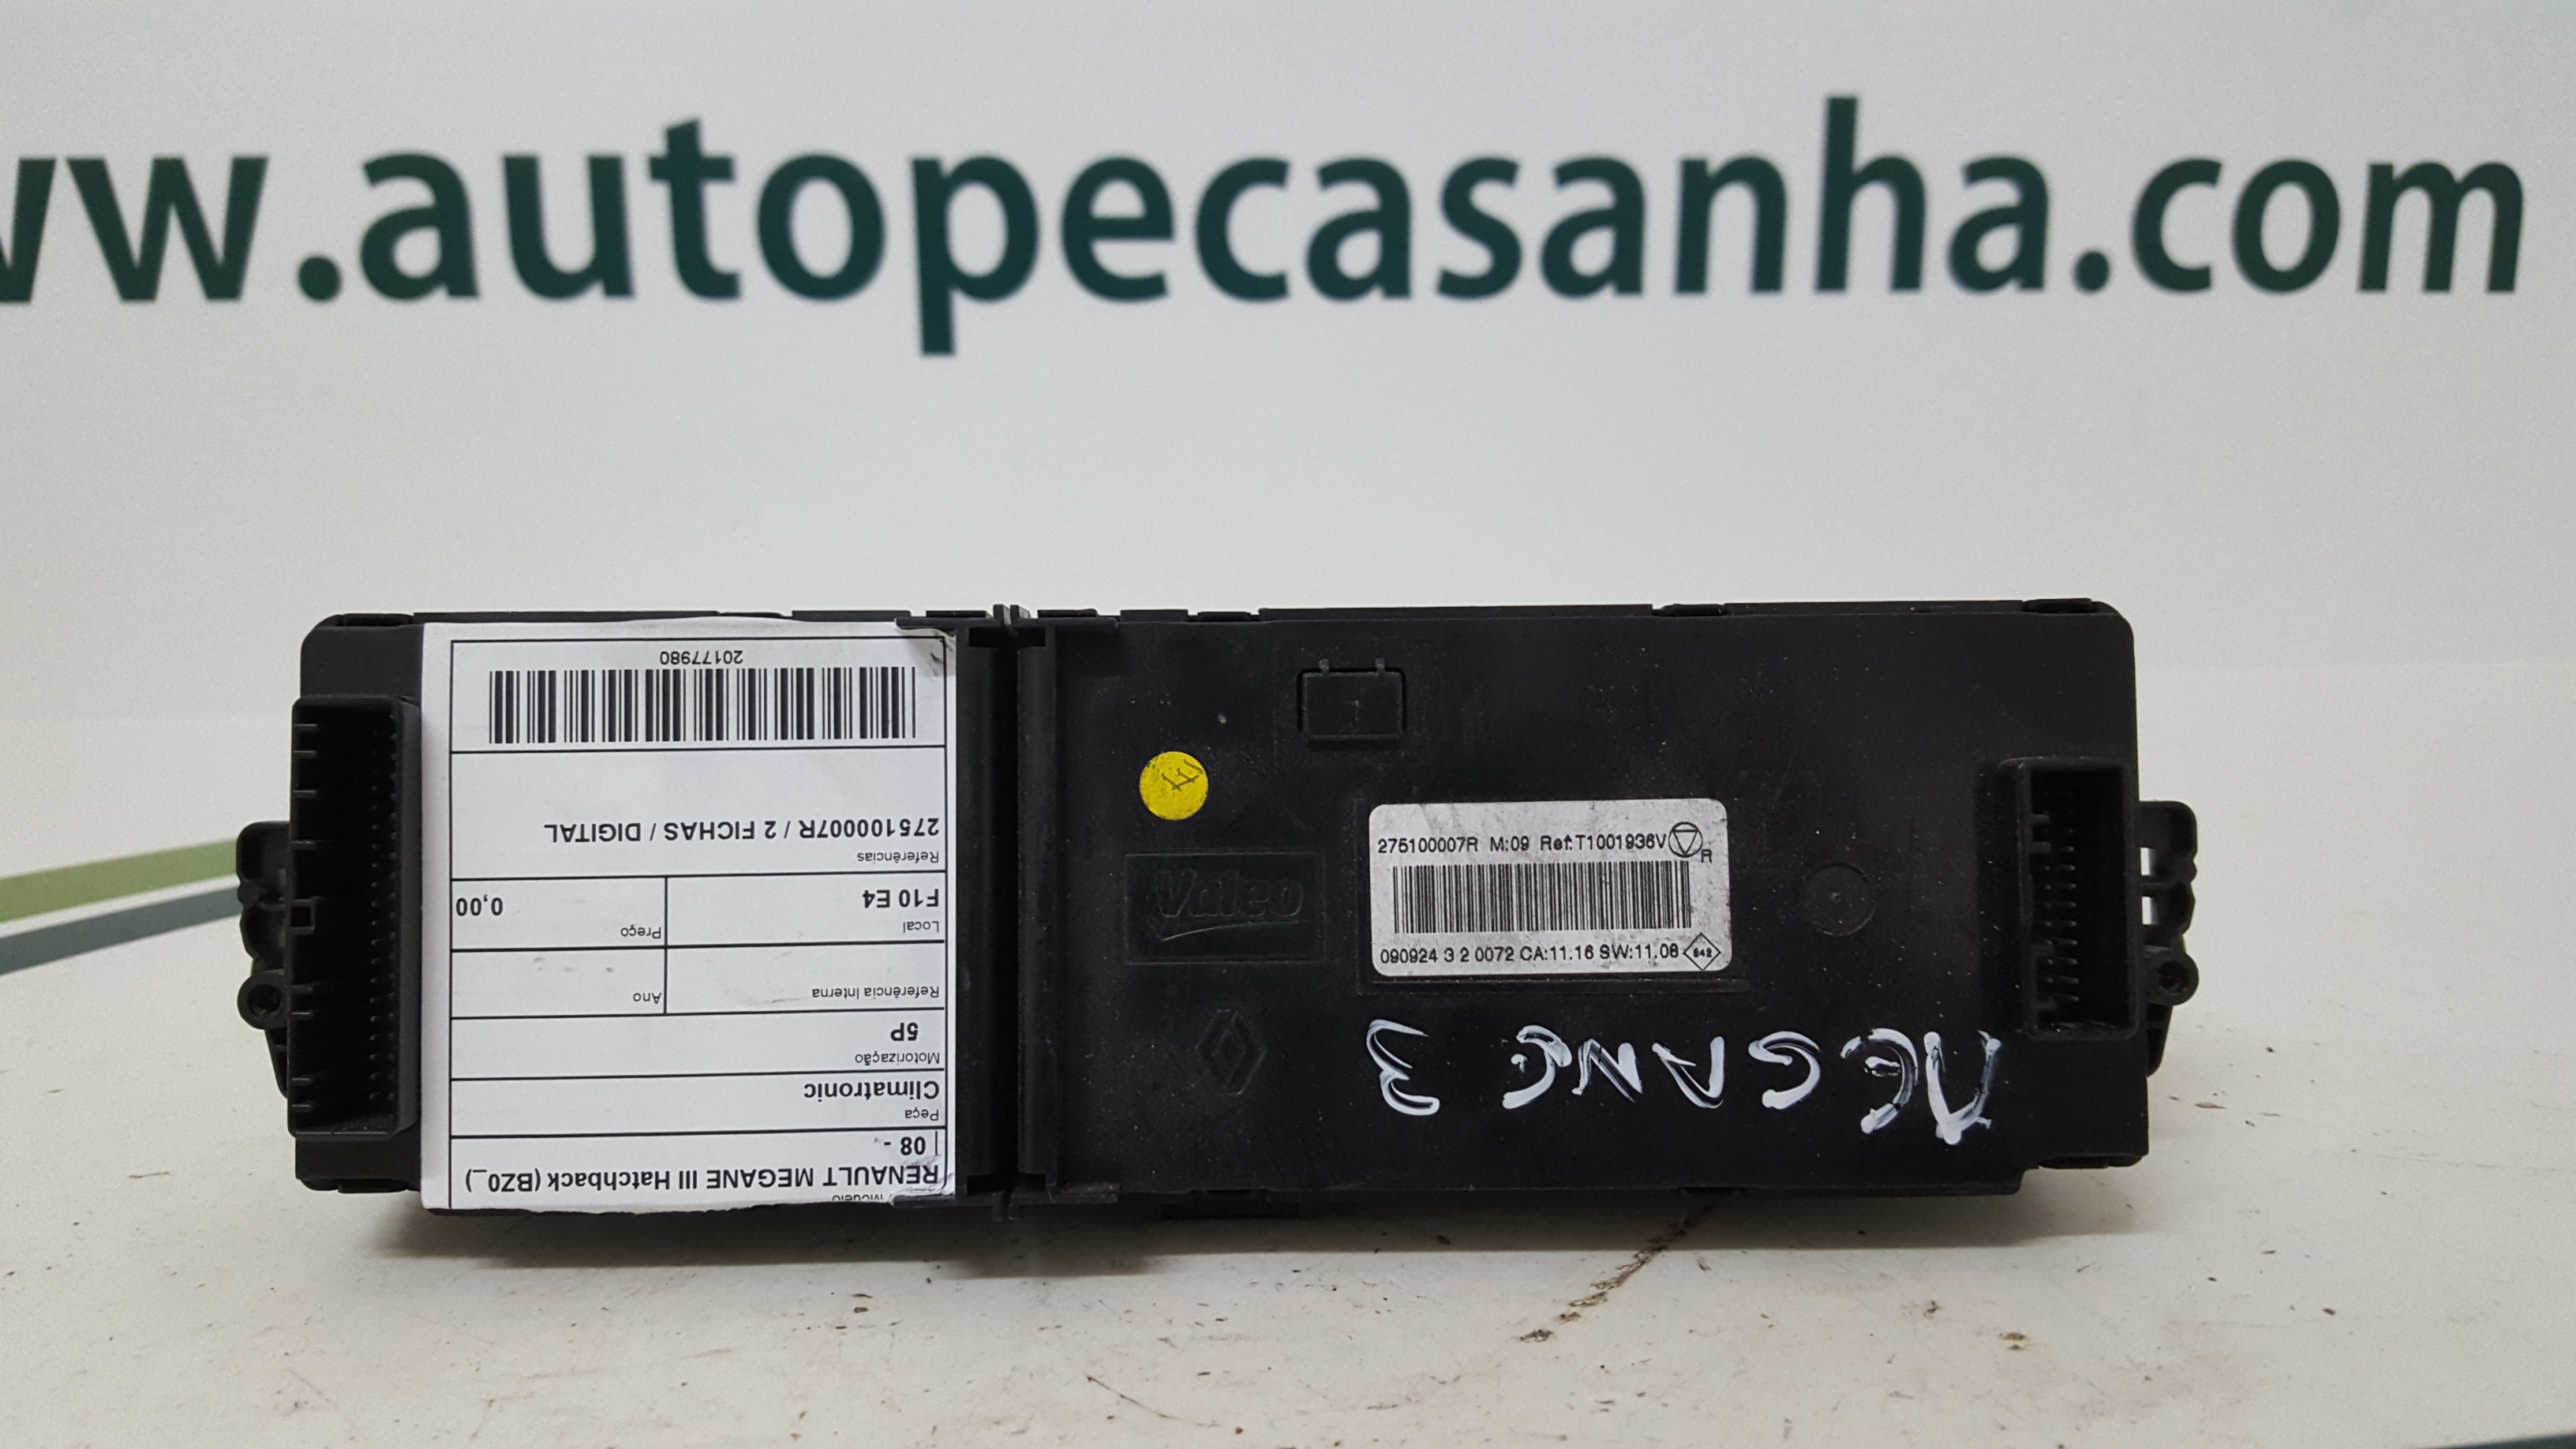 w.autopecasanha.com
RENAULT MEGANE III Hatchback (BZ0_)
| 08 -
Peça
Climatronic
Motorização
5P
Referência Interna
Ano
Local
F10 E4
Preço
0,00
Referências
275100007R / 2 FICHAS / DIGITAL
20177980
Valeo
275100007R M:09 Ref:T1001936V
R
090924 3 2 0072 CA:11.16 SW:11.08
MEGANE 3